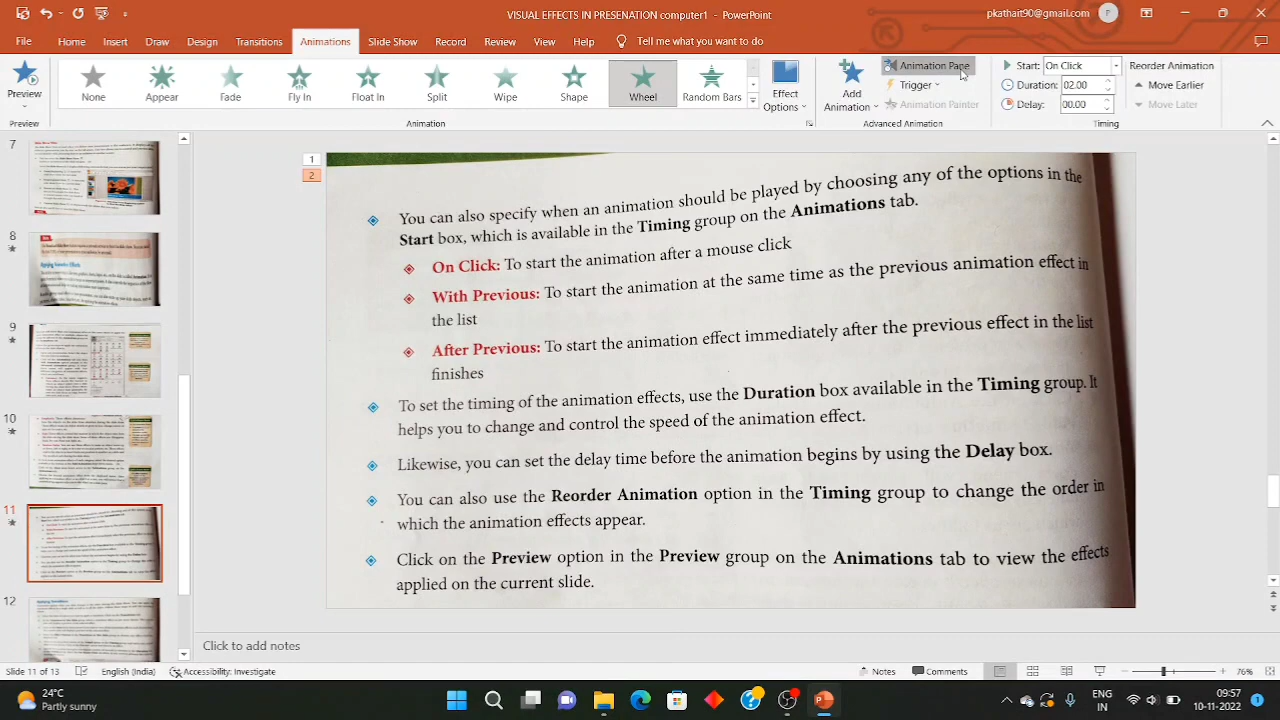 VISUAL EFFECTS IN ANIMATION computer1 - PowerPoint
pkathat90@gmail.com
File Home Insert Add Draw Design Transitions Animations Slide Show Record Review View Help Tell me what you want to do
Preview
None Appear Fade Fly In Float In Split Wipe Shape Wheel Random Bars
Effect Options
Add Animation
Animation Pane
Trigger
Animation Painter
Start: On Click
Duration: 02.00
Delay: 00.00
Reorder Animation
Move Earlier
Move Later
Preview Animation Advanced Animation Timing
7
8
9
10
11
12
1
2
You can also specify when an animation should be played by choosing one of the options in the
Start box, which is available in the Timing group on the Animations tab.
On Click: To start the animation after a mouse click.
With To start the animation at the time as the previous animation effect in
the list.
After To start the animation effect immediately after the previous effect in the list
finishes.
To set the timing of the animation effects, use the Duration box available in the Timing group. It
helps you to change and control the speed of the effect.
delay time before the animation begins by using the Delay box.
You can also use the Reorder Animation option in the Timing group to change the order in
which the animation effects appear.
Click on the Preview option in the Preview group on the Animations tab to view the effects
applied on the current slide.
Click to add notes
Slide 11 of 13 English (India) Accessibility: Investigate Notes Comments 76%
24°C
Partly sunny
ENG
IN
09:57
10-11-2022